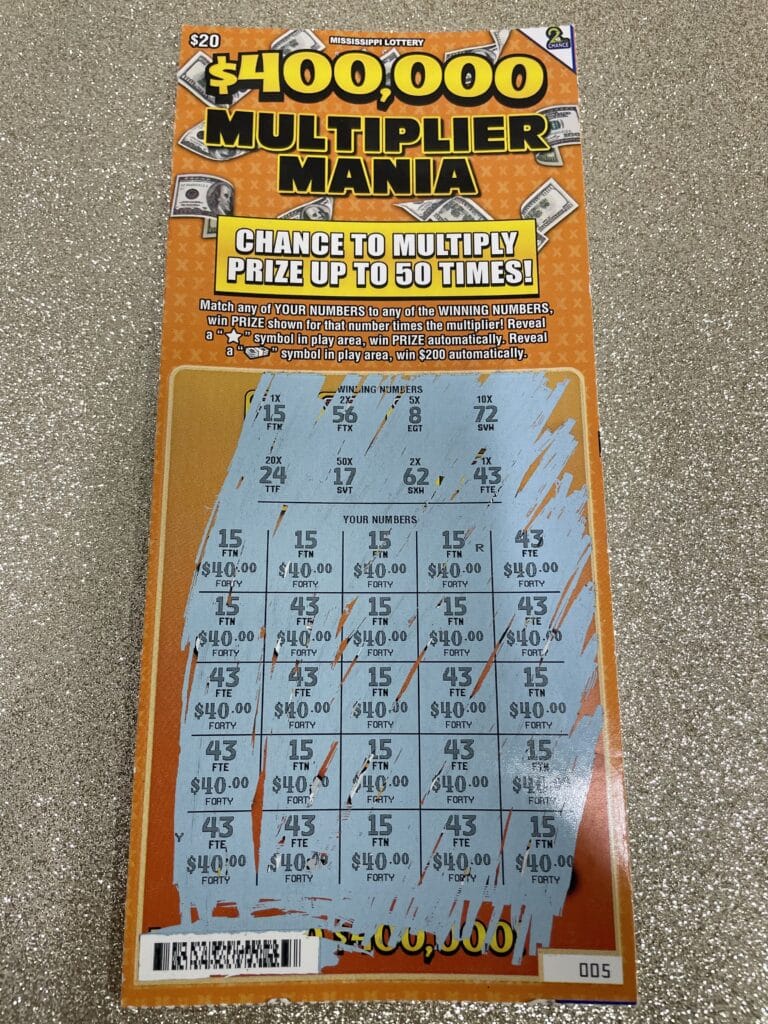 $20 MISSISSIPPI LOTTERY 2ND CHANCE
$400,000
MULTIPLIER
MANIA
CHANCE TO MULTIPLY
PRIZE UP TO 50 TIMES!
Match any of YOUR NUMBERS to any of the WINNING NUMBERS,
win PRIZE shown for that number times the multiplier! Reveal
a " " symbol in play area, win PRIZE automatically. Reveal
a " " symbol in play area, win $200 automatically.
WINNING NUMBERS
1X 2X 5X 10X
15 56 8 72
FTN FTX EGT SVW
20X 50X 2X 1X
24 17 62 43
TTF SVT SXW FTE
YOUR NUMBERS
15 15 15 15 R 43
FTN FTN FTN FTN FTE
$40.00 $40.00 $40.00 $40.00 $40.00
FORTY FORTY FORTY FORTY FORTY
15 43 15 15 43
FTN FTE FTN FTN FTE
$40.00 $40.00 $40.00 $40.00 $40.00
FORTY FORTY FORTY FORTY FORTY
43 43 15 43 15
FTE FTE FTN FTE FTN
$40.00 $40.00 $40.00 $40.00 $40.00
FORTY FORTY FORTY FORTY FORTY
43 15 15 43 15
FTE FTN FTN FTE FTN
$40.00 $40.00 $40.00 $40.00 $40.00
FORTY FORTY FORTY FORTY FORTY
Y 43 43 15 43 15
FTE FTE FTN FTE FTN
$40.00 $40.00 $40.00 $40.00 $40.00
FORTY FORTY FORTY FORTY FORTY
$400,000
005